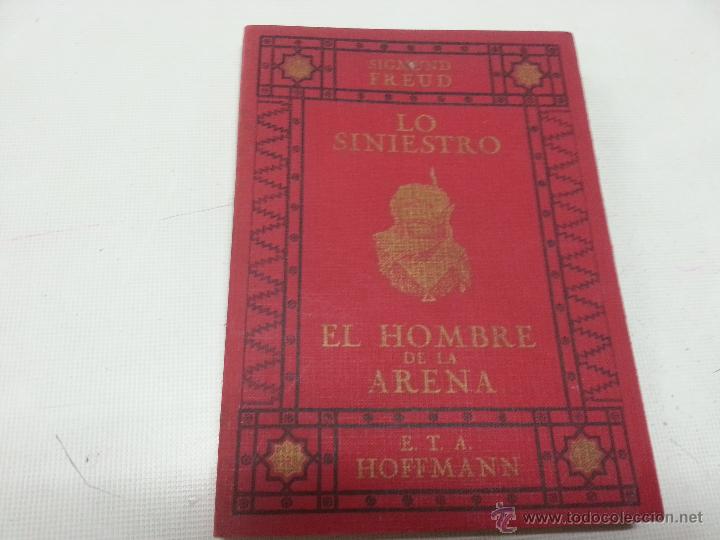 SIGMUND
FREUD
LO
SINIESTRO
EL HOMBRE
DE LA
ARENA
E. T. A.
HOFFMANN
© www.todocoleccion.net